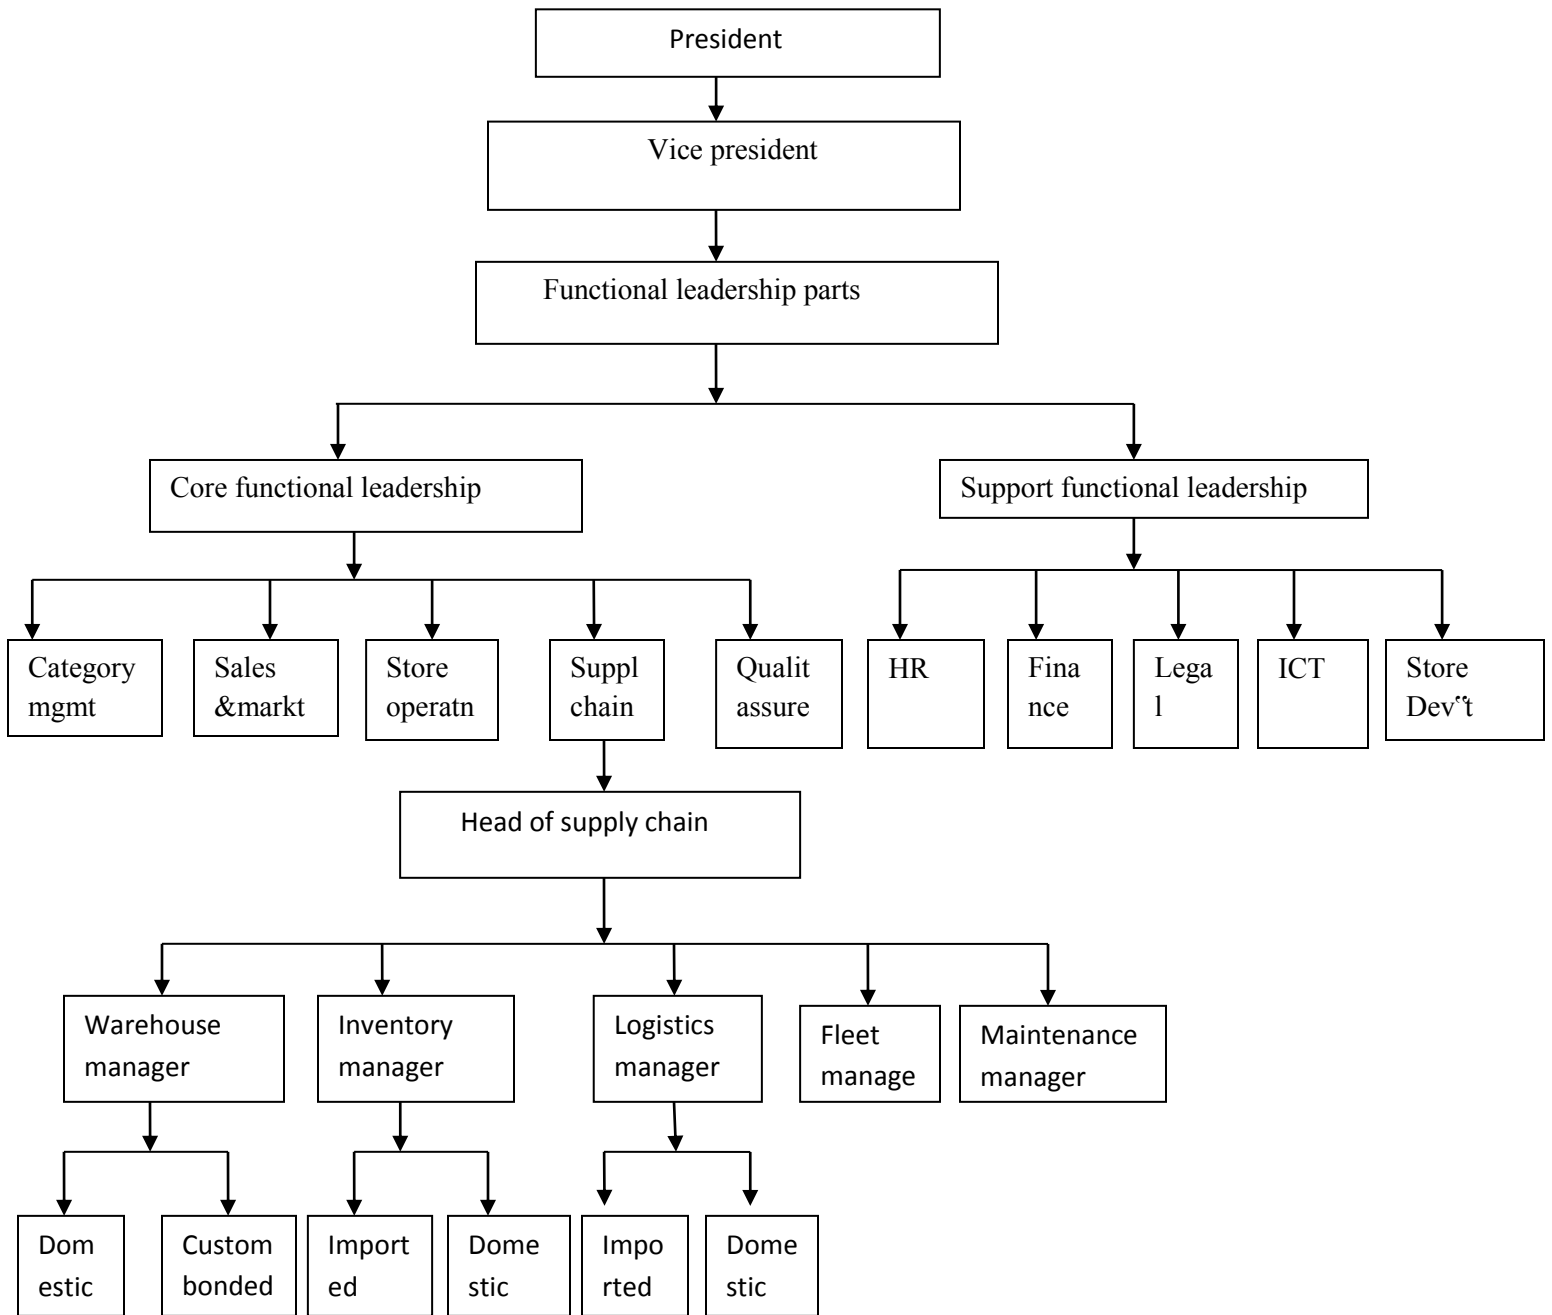 President
Vice president
Functional leadership parts
Core functional leadership
Support functional leadership
Category
mgmt
Sales
&markt
Store
operatn
Suppl
chain
Qualit
assure
HR
Fina
nce
Lega
l
ICT
Store
Dev‟t
Head of supply chain
Warehouse
manager
Inventory
manager
Logistics
manager
Fleet
manage
Maintenance
manager
Dom
estic
Custom
bonded
Import
ed
Dome
stic
Impo
rted
Dome
stic